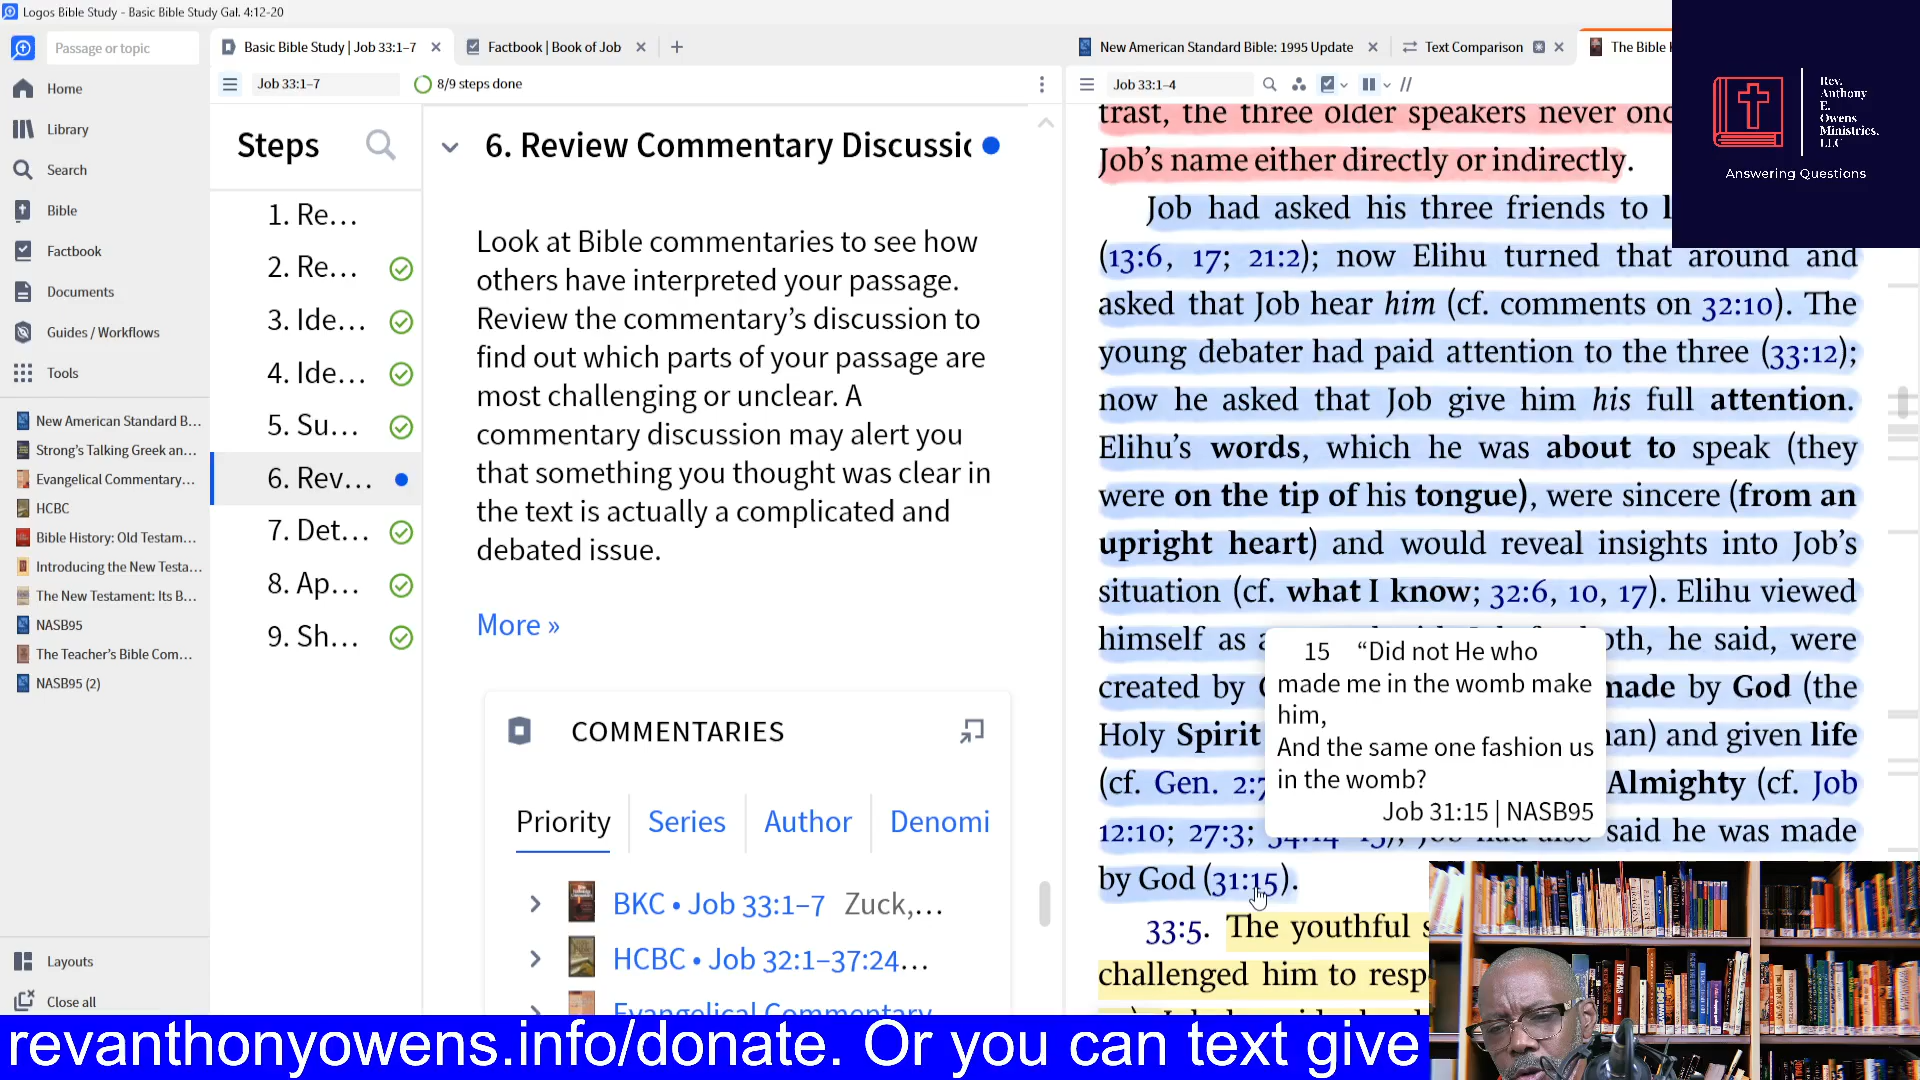 Logos Bible Study - Basic Bible Study Gal. 4:12-20
Passage or topic
Home
Library
Search
Bible
Factbook
Documents
Guides / Workflows
Tools
New American Standard B...
Strong's Talking Greek an...
Evangelical Commentary...
HCBC
Bible History: Old Testam...
Introducing the New Testa...
The New Testament: Its B...
NASB95
The Teacher's Bible Com...
NASB95 (2)
Layouts
Close all
Basic Bible Study | Job 33:1–7
Factbook | Book of Job
Job 33:1–7
8/9 steps done
Steps
1. Re...
2. Re...
3. Ide...
4. Ide...
5. Su...
6. Rev...
7. Det...
8. Ap...
9. Sh...
6. Review Commentary Discussic
Look at Bible commentaries to see how
others have interpreted your passage.
Review the commentary's discussion to
find out which parts of your passage are
most challenging or unclear. A
commentary discussion may alert you
that something you thought was clear in
the text is actually a complicated and
debated issue.
More »
COMMENTARIES
Priority
Series
Author
Denomi
BKC • Job 33:1–7 Zuck,...
HCBC • Job 32:1–37:24...
Evangelical Commentary
New American Standard Bible: 1995 Update
Text Comparison
The Bible
Job 33:1–4
trast, the three older speakers never onc
Job's name either directly or indirectly.
Job had asked his three friends to l
(13:6, 17; 21:2); now Elihu turned that around and
asked that Job hear him (cf. comments on 32:10). The
young debater had paid attention to the three (33:12);
now he asked that Job give him his full attention.
Elihu's words, which he was about to speak (they
were on the tip of his tongue), were sincere (from an
upright heart) and would reveal insights into Job's
situation (cf. what I know; 32:6, 10, 17). Elihu viewed
himself as a oth, he said, were
created by made by God (the
Holy Spirit an) and given life
(cf. Gen. 2:7 Almighty (cf. Job
12:10; 27:3; 34:14–15); Job had also said he was made
by God (31:15).
33:5. The youthful s
challenged him to resp
15 “Did not He who
made me in the womb make
him,
And the same one fashion us
in the womb?
Job 31:15 | NASB95
Rev.
Anthony
E.
Owens
Ministries,
LLC
Answering Questions
revanthonyowens.info/donate. Or you can text give